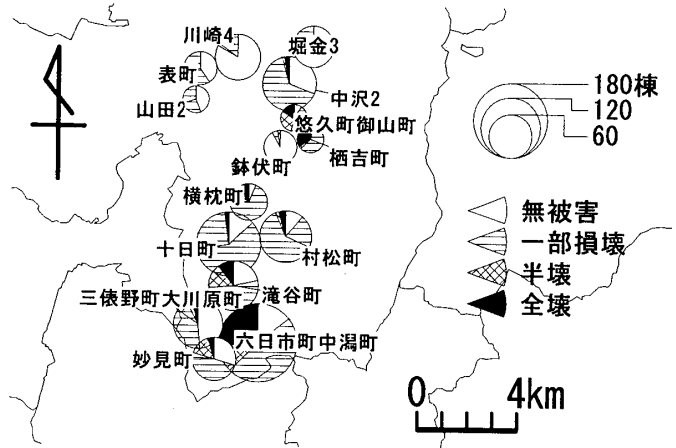 川崎4
堀金3
表町
中沢2
山田2
悠久町御山町
栖吉町
鉢伏町
横枕町
十日町
村松町
三俵野町大川原町
滝谷町
六日市町中潟町
妙見町
180棟
120
60
無被害
一部損壊
半壊
全壊
0 4km